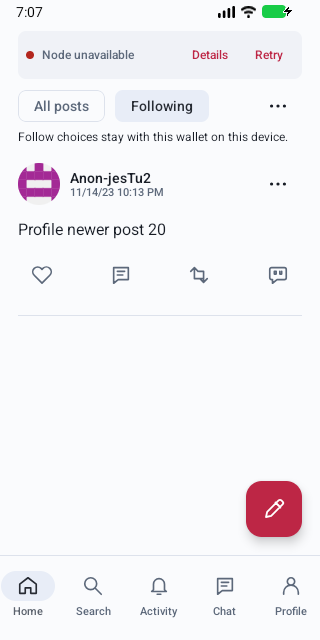 7:07
Node unavailable Details Retry
All posts Following
Follow choices stay with this wallet on this device.
Anon-jesTu2
11/14/23 10:13 PM
Profile newer post 20
Home Search Activity Chat Profile